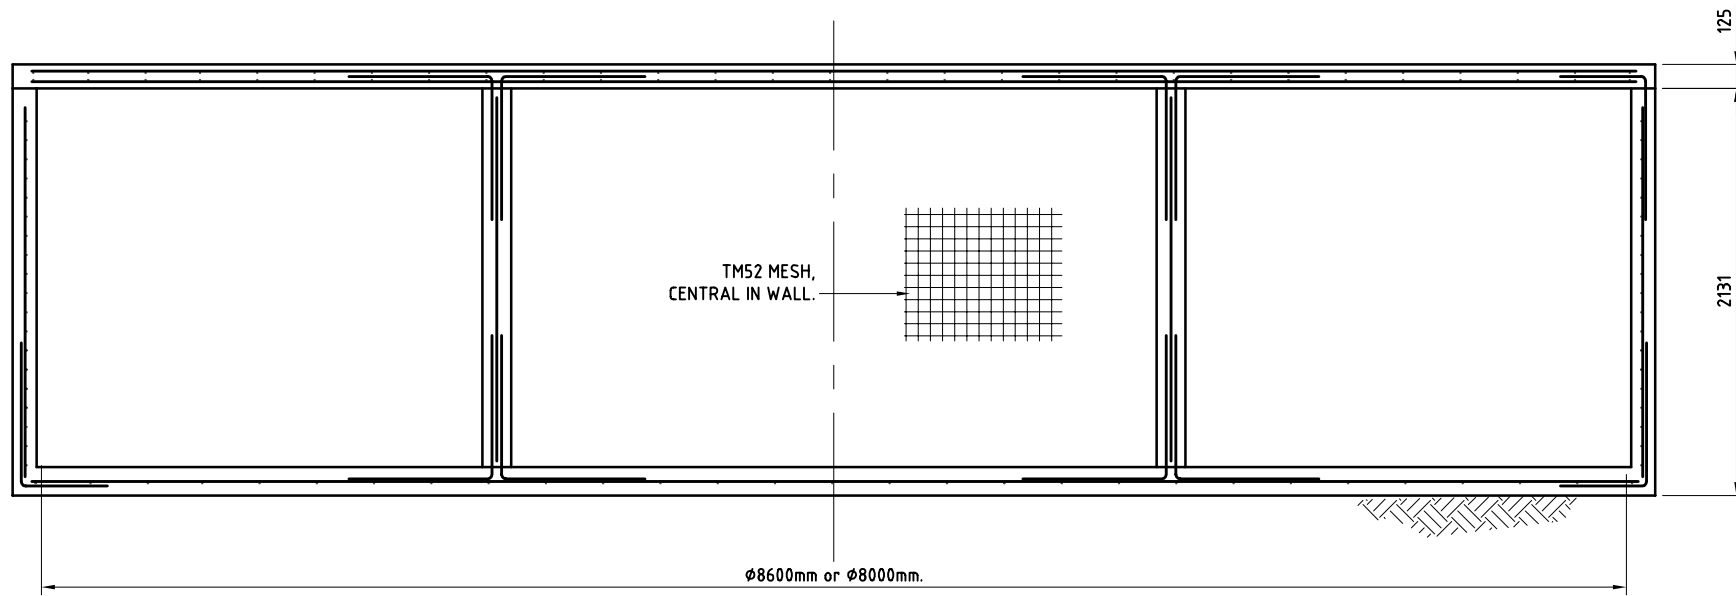 125
TM52 MESH,
CENTRAL IN WALL.
2131
Ø8600mm or Ø8000mm.